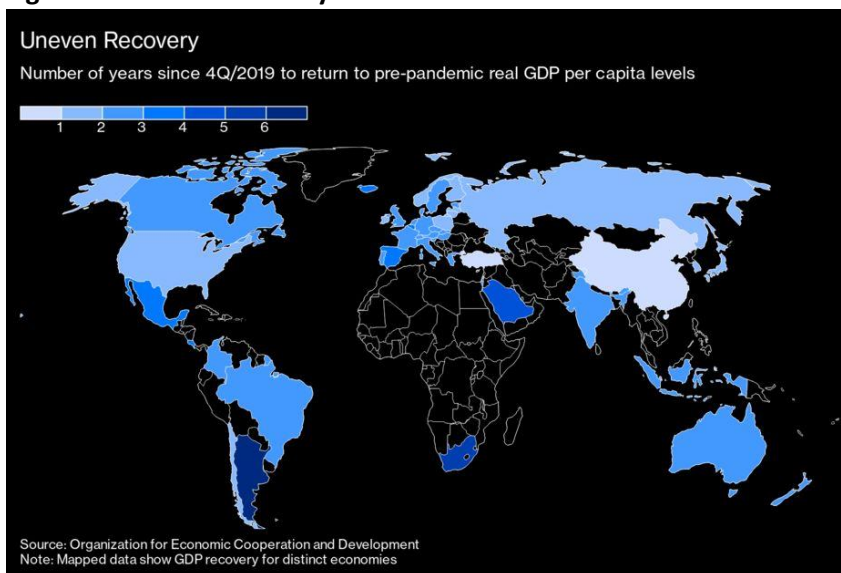 Uneven Recovery
Number of years since 4Q/2019 to return to pre-pandemic real GDP per capita levels
1 2 3 4 5 6
Source: Organization for Economic Cooperation and Development
Note: Mapped data show GDP recovery for distinct economies